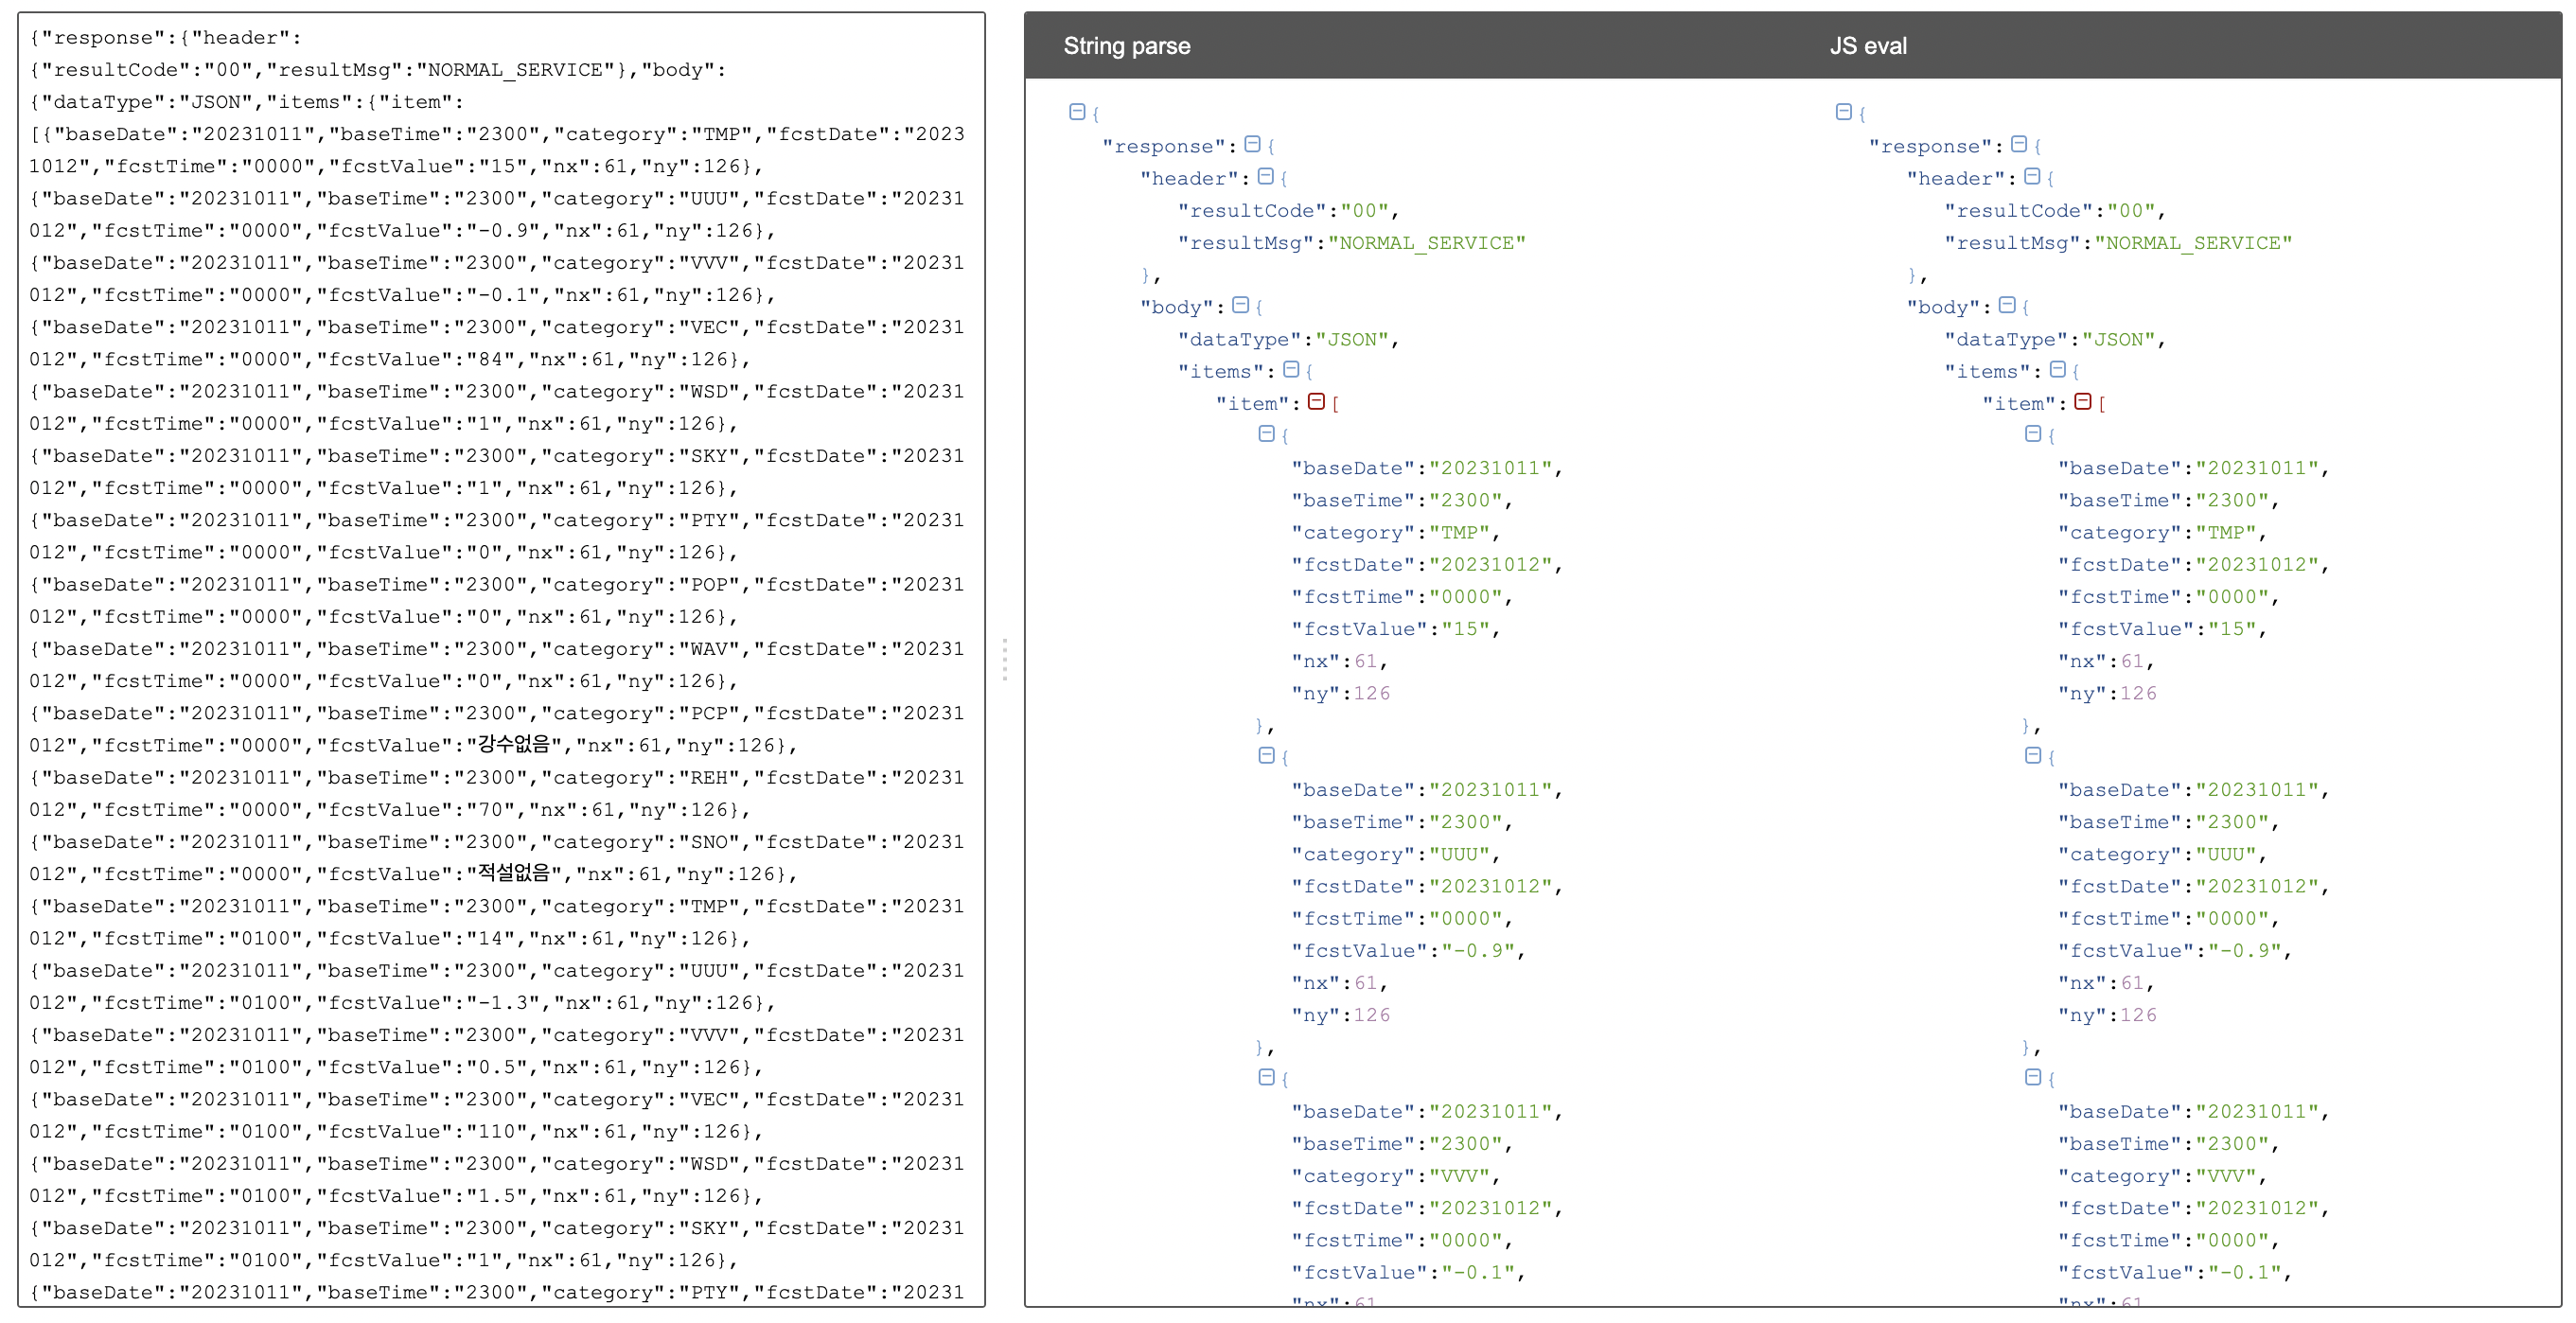 {"response":{"header":
{"resultCode":"00","resultMsg":"NORMAL_SERVICE"},"body":
{"dataType":"JSON","items":{"item":
[{"baseDate":"20231011","baseTime":"2300","category":"TMP","fcstDate":"2023
1012","fcstTime":"0000","fcstValue":"15","nx":61,"ny":126},
{"baseDate":"20231011","baseTime":"2300","category":"UUU","fcstDate":"20231
012","fcstTime":"0000","fcstValue":"-0.9","nx":61,"ny":126},
{"baseDate":"20231011","baseTime":"2300","category":"VVV","fcstDate":"20231
012","fcstTime":"0000","fcstValue":"-0.1","nx":61,"ny":126},
{"baseDate":"20231011","baseTime":"2300","category":"VEC","fcstDate":"20231
012","fcstTime":"0000","fcstValue":"84","nx":61,"ny":126},
{"baseDate":"20231011","baseTime":"2300","category":"WSD","fcstDate":"20231
012","fcstTime":"0000","fcstValue":"1","nx":61,"ny":126},
{"baseDate":"20231011","baseTime":"2300","category":"SKY","fcstDate":"20231
012","fcstTime":"0000","fcstValue":"1","nx":61,"ny":126},
{"baseDate":"20231011","baseTime":"2300","category":"PTY","fcstDate":"20231
012","fcstTime":"0000","fcstValue":"0","nx":61,"ny":126},
{"baseDate":"20231011","baseTime":"2300","category":"POP","fcstDate":"20231
012","fcstTime":"0000","fcstValue":"0","nx":61,"ny":126},
{"baseDate":"20231011","baseTime":"2300","category":"WAV","fcstDate":"20231
012","fcstTime":"0000","fcstValue":"0","nx":61,"ny":126},
{"baseDate":"20231011","baseTime":"2300","category":"PCP","fcstDate":"20231
012","fcstTime":"0000","fcstValue":"강수없음","nx":61,"ny":126},
{"baseDate":"20231011","baseTime":"2300","category":"REH","fcstDate":"20231
012","fcstTime":"0000","fcstValue":"70","nx":61,"ny":126},
{"baseDate":"20231011","baseTime":"2300","category":"SNO","fcstDate":"20231
012","fcstTime":"0000","fcstValue":"적설없음","nx":61,"ny":126},
{"baseDate":"20231011","baseTime":"2300","category":"TMP","fcstDate":"20231
012","fcstTime":"0100","fcstValue":"14","nx":61,"ny":126},
{"baseDate":"20231011","baseTime":"2300","category":"UUU","fcstDate":"20231
012","fcstTime":"0100","fcstValue":"-1.3","nx":61,"ny":126},
{"baseDate":"20231011","baseTime":"2300","category":"VVV","fcstDate":"20231
012","fcstTime":"0100","fcstValue":"0.5","nx":61,"ny":126},
{"baseDate":"20231011","baseTime":"2300","category":"VEC","fcstDate":"20231
012","fcstTime":"0100","fcstValue":"110","nx":61,"ny":126},
{"baseDate":"20231011","baseTime":"2300","category":"WSD","fcstDate":"20231
012","fcstTime":"0100","fcstValue":"1.5","nx":61,"ny":126},
{"baseDate":"20231011","baseTime":"2300","category":"SKY","fcstDate":"20231
012","fcstTime":"0100","fcstValue":"1","nx":61,"ny":126},
{"baseDate":"20231011","baseTime":"2300","category":"PTY","fcstDate":"20231
String parse
{
"response":{
"header":{
"resultCode":"00",
"resultMsg":"NORMAL_SERVICE"
},
"body":{
"dataType":"JSON",
"items":{
"item":[
{
"baseDate":"20231011",
"baseTime":"2300",
"category":"TMP",
"fcstDate":"20231012",
"fcstTime":"0000",
"fcstValue":"15",
"nx":61,
"ny":126
},
{
"baseDate":"20231011",
"baseTime":"2300",
"category":"UUU",
"fcstDate":"20231012",
"fcstTime":"0000",
"fcstValue":"-0.9",
"nx":61,
"ny":126
},
{
"baseDate":"20231011",
"baseTime":"2300",
"category":"VVV",
"fcstDate":"20231012",
"fcstTime":"0000",
"fcstValue":"-0.1",
"nx":61
JS eval
{
"response":{
"header":{
"resultCode":"00",
"resultMsg":"NORMAL_SERVICE"
},
"body":{
"dataType":"JSON",
"items":{
"item":[
{
"baseDate":"20231011",
"baseTime":"2300",
"category":"TMP",
"fcstDate":"20231012",
"fcstTime":"0000",
"fcstValue":"15",
"nx":61,
"ny":126
},
{
"baseDate":"20231011",
"baseTime":"2300",
"category":"UUU",
"fcstDate":"20231012",
"fcstTime":"0000",
"fcstValue":"-0.9",
"nx":61,
"ny":126
},
{
"baseDate":"20231011",
"baseTime":"2300",
"category":"VVV",
"fcstDate":"20231012",
"fcstTime":"0000",
"fcstValue":"-0.1",
"nx":61